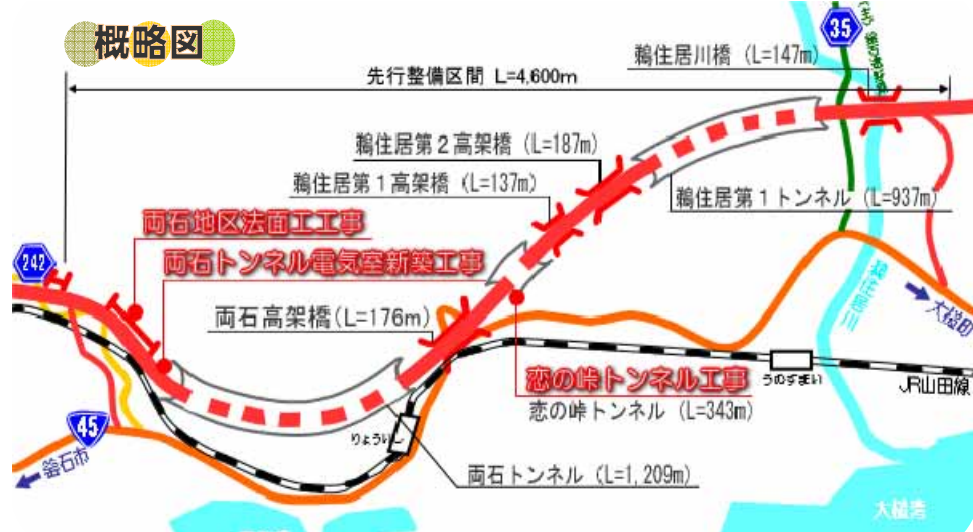 概略図
35
鵜住居川橋 (L=147m)
先行整備区間 L=4,600m
鵜住居第2高架橋 (L=187m)
鵜住居第1高架橋 (L=137m)
鵜住居第1トンネル (L=937m)
両石地区法面工工事
両石トンネル電気室新築工事
242
両石高架橋(L=176m)
鵜住居川
大槌町
恋の峠トンネル工事
恋の峠トンネル (L=343m)
うのすまい
JR山田線
45
りょういし
釜石市
両石トンネル (L=1,209m)
大槌湾